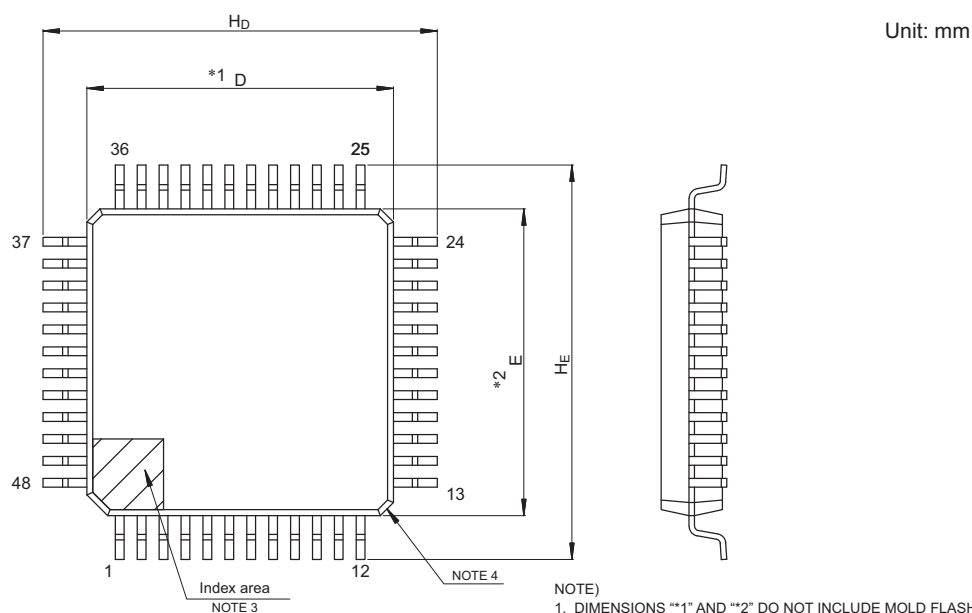 HD
Unit: mm
*1 D
36 25
37 24
*2 E
HE
48 13
1 12
NOTE 4
Index area
NOTE 3
NOTE)
1. DIMENSIONS “*1” AND “*2” DO NOT INCLUDE MOLD FLASH